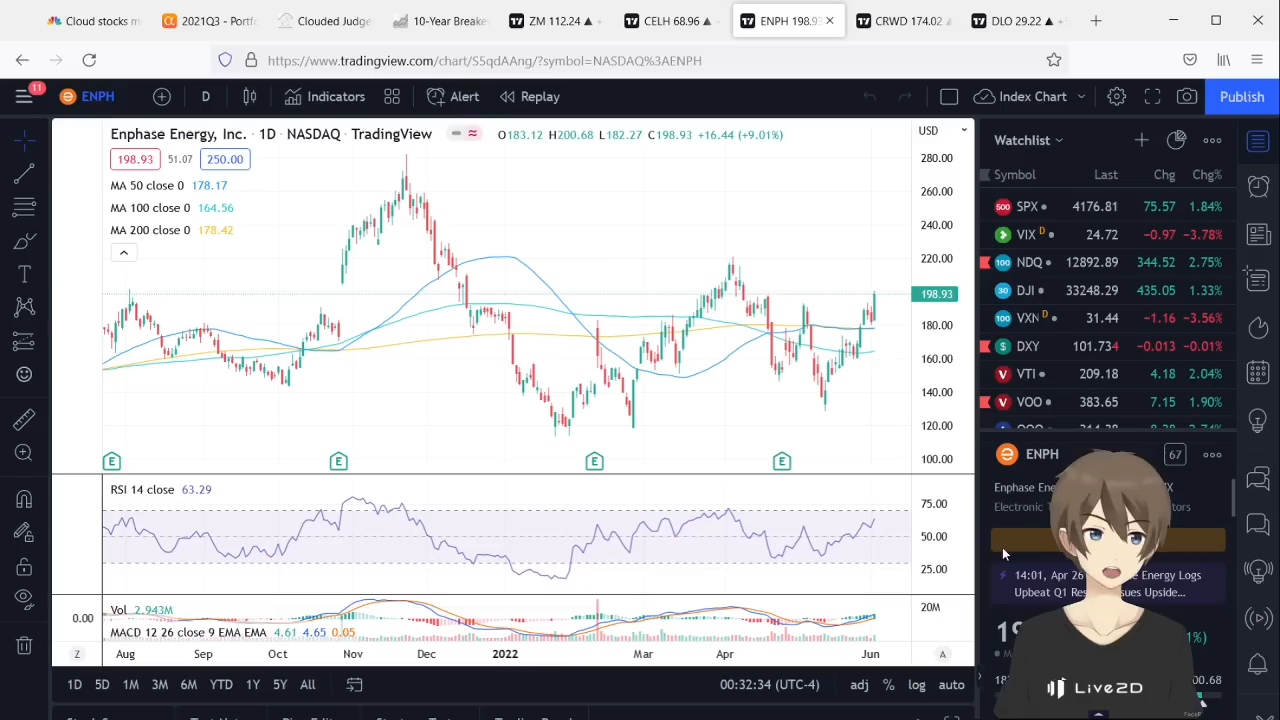 Cloud stocks m
2021Q3 - Portf
Clouded Judge
10-Year Breake
ZM 112.24 ▲
CELH 68.96 ▲
ENPH 198.93
CRWD 174.02
DLO 29.22 ▲
https://www.tradingview.com/chart/S5qdAAng/?symbol=NASDAQ%3AENPH
11
ENPH
D
Indicators
Alert
Replay
Index Chart
Publish
Enphase Energy, Inc. · 1D · NASDAQ · TradingView
O183.12 H200.68 L182.27 C198.93 +16.44 (+9.01%)
USD
198.93 51.07 250.00
MA 50 close 0 178.17
MA 100 close 0 164.56
MA 200 close 0 178.42
280.00
260.00
240.00
220.00
198.93
180.00
160.00
140.00
120.00
100.00
E E E E
RSI 14 close 63.29
75.00
50.00
25.00
Vol 2.943M
20M
0.00
MACD 12 26 close 9 EMA EMA 4.61 4.65 0.05
Z Aug Sep Oct Nov Dec 2022 Mar Apr Jun A
1D 5D 1M 3M 6M YTD 1Y 5Y All
00:32:34 (UTC-4)
adj % log auto
Watchlist
Symbol Last Chg Chg%
500 SPX 4176.81 75.57 1.84%
VIX D 24.72 −0.97 −3.78%
100 NDQ 12892.89 344.52 2.75%
30 DJI 33248.29 435.05 1.33%
100 VXN D 31.44 −1.16 −3.56%
$ DXY 101.734 −0.013 −0.01%
V VTI 209.18 4.18 2.04%
V VOO 383.65 7.15 1.90%
ENPH 67
Enphase Ene
Electronic T
14:01, Apr 26
Energy Logs
Upbeat Q1 Res
ssues Upside...
Live2D